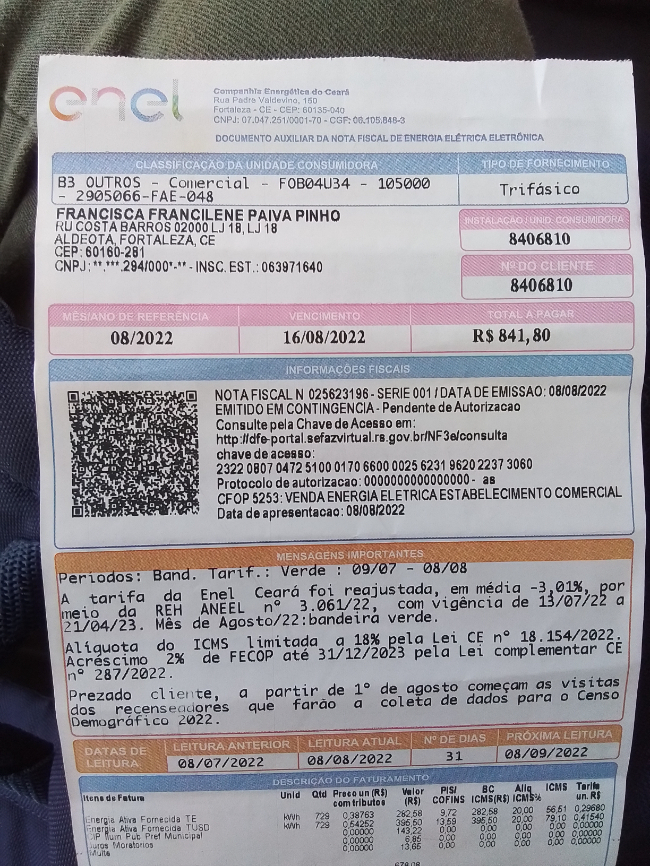 enel
Companhia Energética do Ceará
Rua Padre Valdevino, 150
Fortaleza - CE - CEP: 60135-040
CNPJ: 07.047.251/0001-70 - CGF: 06.105.848-3
DOCUMENTO AUXILIAR DA NOTA FISCAL DE ENERGIA ELÉTRICA ELETRÔNICA
CLASSIFICAÇÃO DA UNIDADE CONSUMIDORA
TIPO DE FORNECIMENTO
B3 OUTROS - Comercial - F0B04U34 - 105000
- 2905066-FAE-048
Trifásico
FRANCISCA FRANCILENE PAIVA PINHO
RU COSTA BARROS 02000 LJ 18, LJ 18
ALDEOTA, FORTALEZA, CE
CEP: 60160-281
CNPJ: **.***.294/000*-** - INSC. EST.: 063971640
INSTALAÇÃO / UNID. CONSUMIDORA
8406810
Nº DO CLIENTE
8406810
MÊS/ANO DE REFERÊNCIA
VENCIMENTO
TOTAL A PAGAR
08/2022
16/08/2022
R$ 841,80
INFORMAÇÕES FISCAIS
NOTA FISCAL N 025623196 - SERIE 001 / DATA DE EMISSAO: 08/08/2022
EMITIDO EM CONTINGENCIA - Pendente de Autorizacao
Consulte pela Chave de Acesso em:
http://dfe-portal.sefazvirtual.rs.gov.br/NF3e/consulta
chave de acesso:
2322 0807 0472 5100 0170 6600 0025 6231 9620 2237 3060
Protocolo de autorizacao: 0000000000000000 - as
CFOP 5253: VENDA ENERGIA ELETRICA ESTABELECIMENTO COMERCIAL
Data de apresentacao: 08/08/2022
MENSAGENS IMPORTANTES
Periodos: Band. Tarif.: Verde : 09/07 - 08/08
A tarifa da Enel Ceará foi reajustada, em média -3,01%, por
meio da REH ANEEL nº 3.061/22, com vigência de 13/07/22 a
21/04/23. Mês de Agosto/22:bandeira verde.
Alíquota do ICMS limitada a 18% pela Lei CE nº 18.154/2022.
Acréscimo 2% de FECOP até 31/12/2023 pela Lei complementar CE
nº 287/2022.
Prezado cliente, a partir de 1º de agosto começam as visitas
dos recenseadores que farão a coleta de dados para o Censo
Demográfico 2022.
DATAS DE LEITURA
LEITURA ANTERIOR
LEITURA ATUAL
Nº DE DIAS
PRÓXIMA LEITURA
08/07/2022
08/08/2022
31
08/09/2022
DESCRIÇÃO DO FATURAMENTO
Itens de Fatura Unid Qtd Preco un (R$) com tributos Valor (R$) PIS/ COFINS BC ICMS(R$) Aliq ICMS% ICMS Tarifa un. R$
Energia Ativa Fornecida TE kWh 729 0,38763 282,58 9,72 282,58 20,00 56,51 0,29680
Energia Ativa Fornecida TUSD kWh 729 0,54252 395,50 13,59 395,50 20,00 79,10 0,41540
Ilum Pub Pref Municipal 0,00000 143,22 0,00 0,00 0,00 0,00 0,00000
Juros Moratorios 0,00000 6,85 0,00 0,00 0,00 0,00 0,00000
Multa 0,00000 13,65 0,00 0,00 0,00 0,00 0,00000